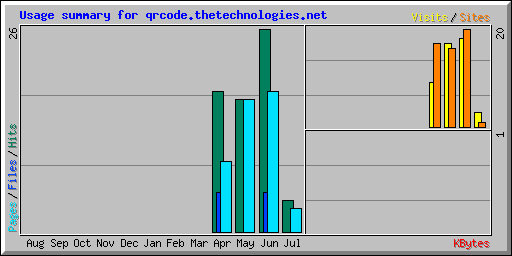 Usage summary for qrcode.thetechnologies.net
Visits / Sites
26
20
1
Pages / Files / Hits
Aug Sep Oct Nov Dec Jan Feb Mar Apr May Jun Jul
KBytes